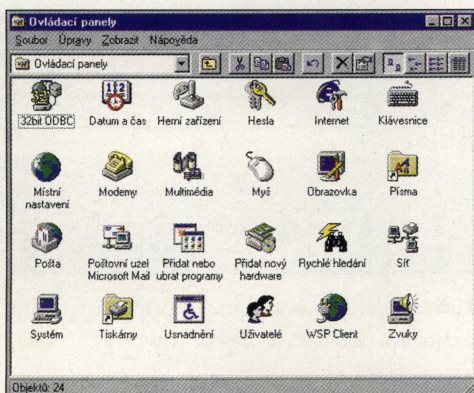 Ovládací panely
Soubor Úpravy Zobrazit Nápověda
Ovládací panely
32bit ODBC
Datum a čas
Herní zařízení
Hesla
Internet
Klávesnice
Místní
nastavení
Modemy
Multimédia
Myš
Obrazovka
Písma
Pošta
Poštovní uzel
Microsoft Mail
Přidat nebo
ubrat programy
Přidat nový
hardware
Rychlé hledání
Síť
Systém
Tiskárny
Usnadnění
Uživatelé
WSP Client
Zvuky
Objektů: 24